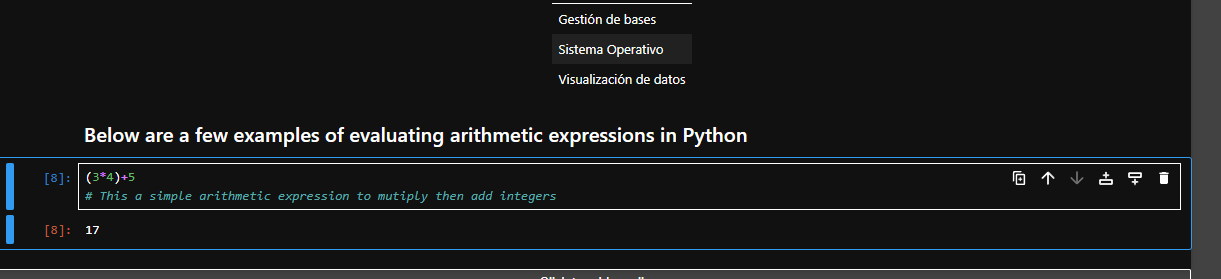 Gestión de bases
Sistema Operativo
Visualización de datos
Below are a few examples of evaluating arithmetic expressions in Python
[8]: (3*4)+5
# This a simple arithmetic expression to mutiply then add integers
[8]: 17